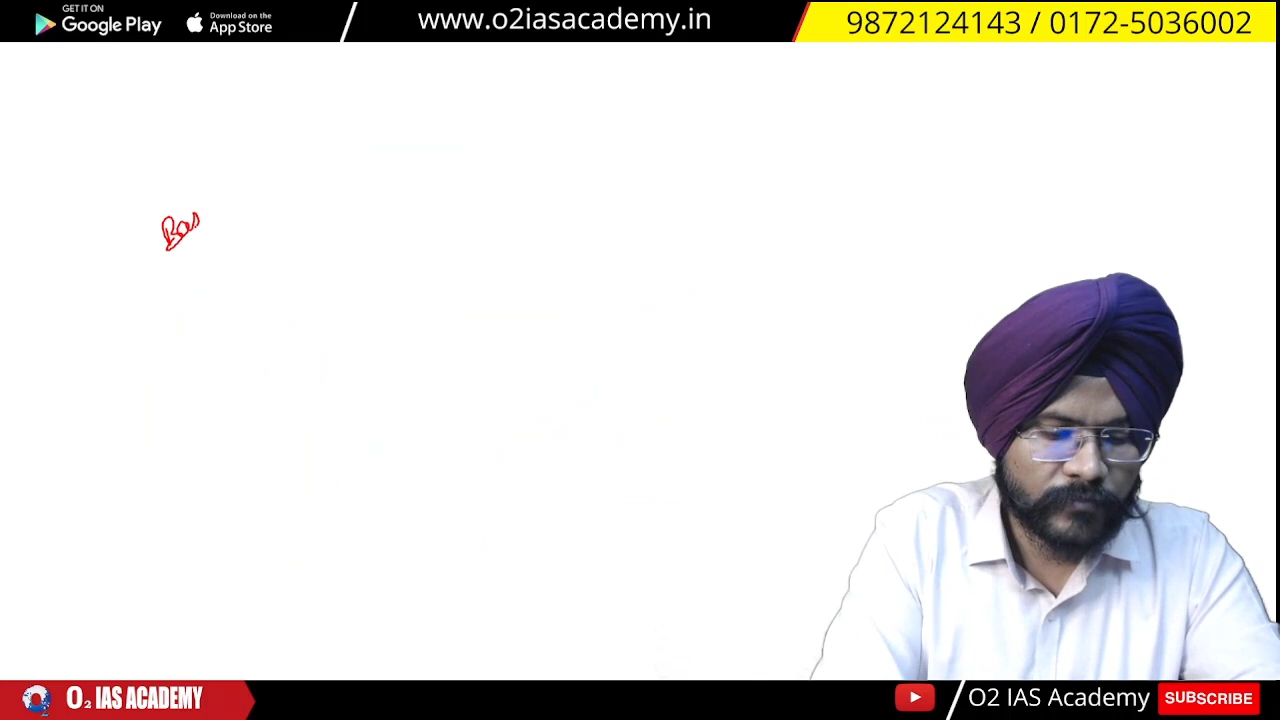 GET IT ON
Google Play
Download on the
App Store
www.o2iasacademy.in
9872124143 / 0172-5036002
Bas
O2 IAS ACADEMY
O2 IAS Academy
SUBSCRIBE